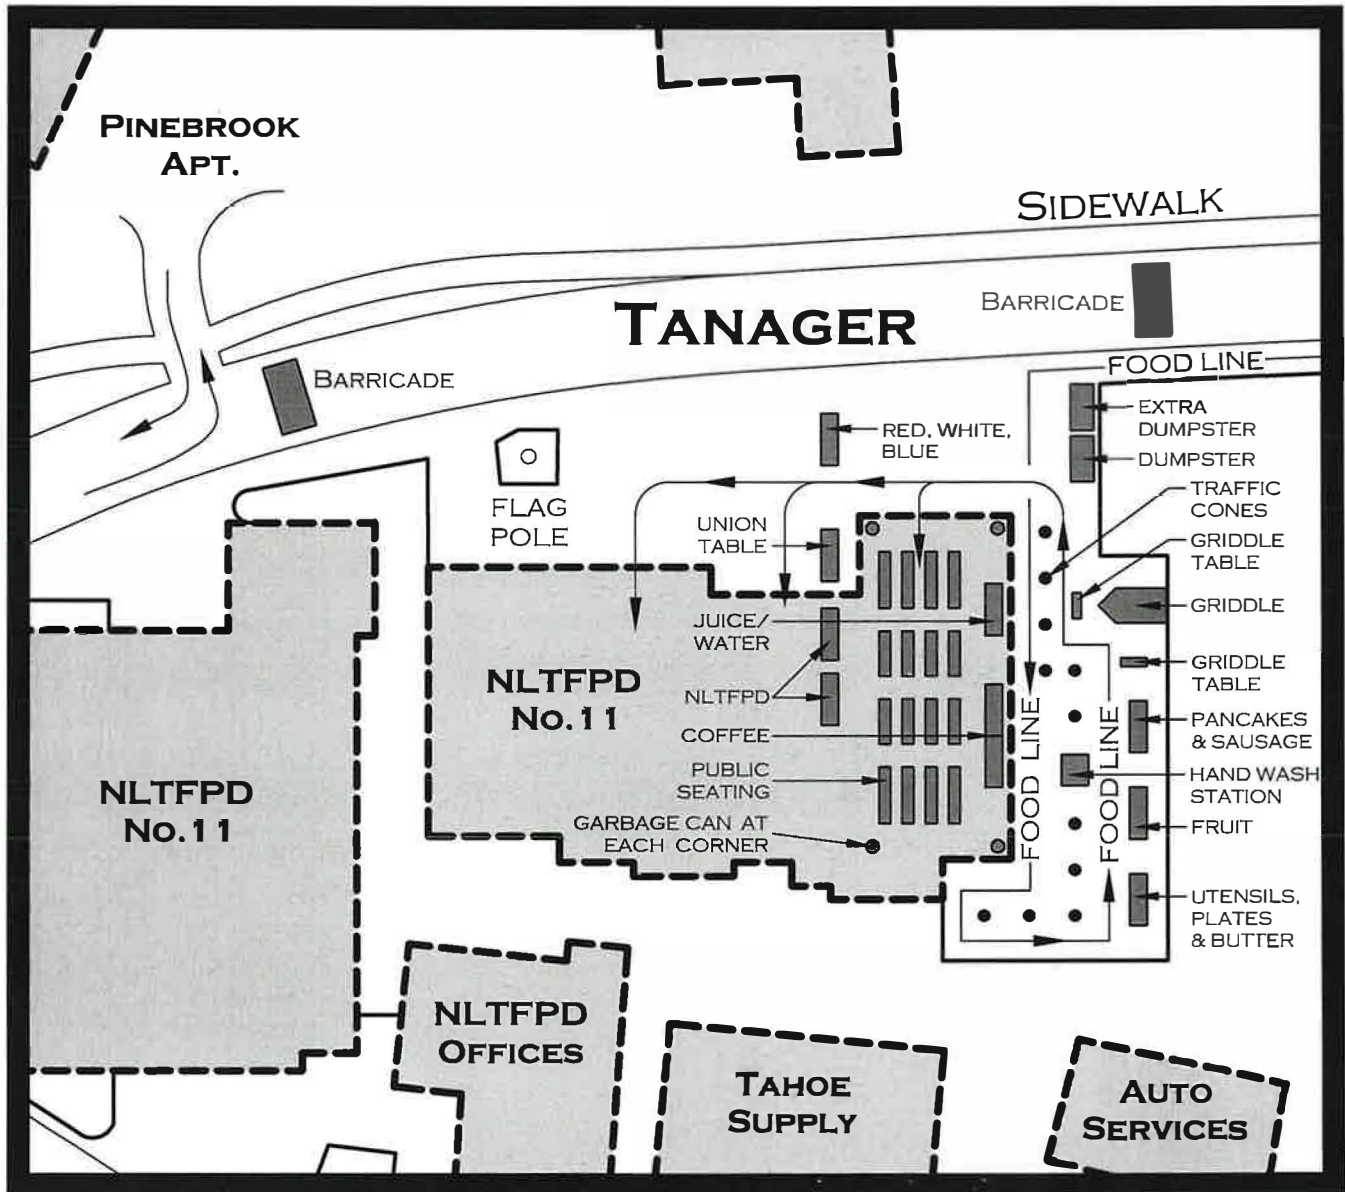 PINEBROOK
APT.
SIDEWALK
TANAGER
BARRICADE
BARRICADE
FOOD LINE
EXTRA
DUMPSTER
DUMPSTER
RED, WHITE,
BLUE
TRAFFIC
CONES
FLAG
POLE
UNION
TABLE
GRIDDLE
TABLE
GRIDDLE
JUICE/
WATER
GRIDDLE
TABLE
NLTFPD
No.11
NLTFPD
PANCAKES
& SAUSAGE
COFFEE
FOOD LINE
FOOD LINE
PUBLIC
SEATING
HAND WASH
STATION
NLTFPD
No.11
GARBAGE CAN AT
EACH CORNER
FRUIT
UTENSILS,
PLATES
& BUTTER
NLTFPD
OFFICES
TAHOE
SUPPLY
AUTO
SERVICES